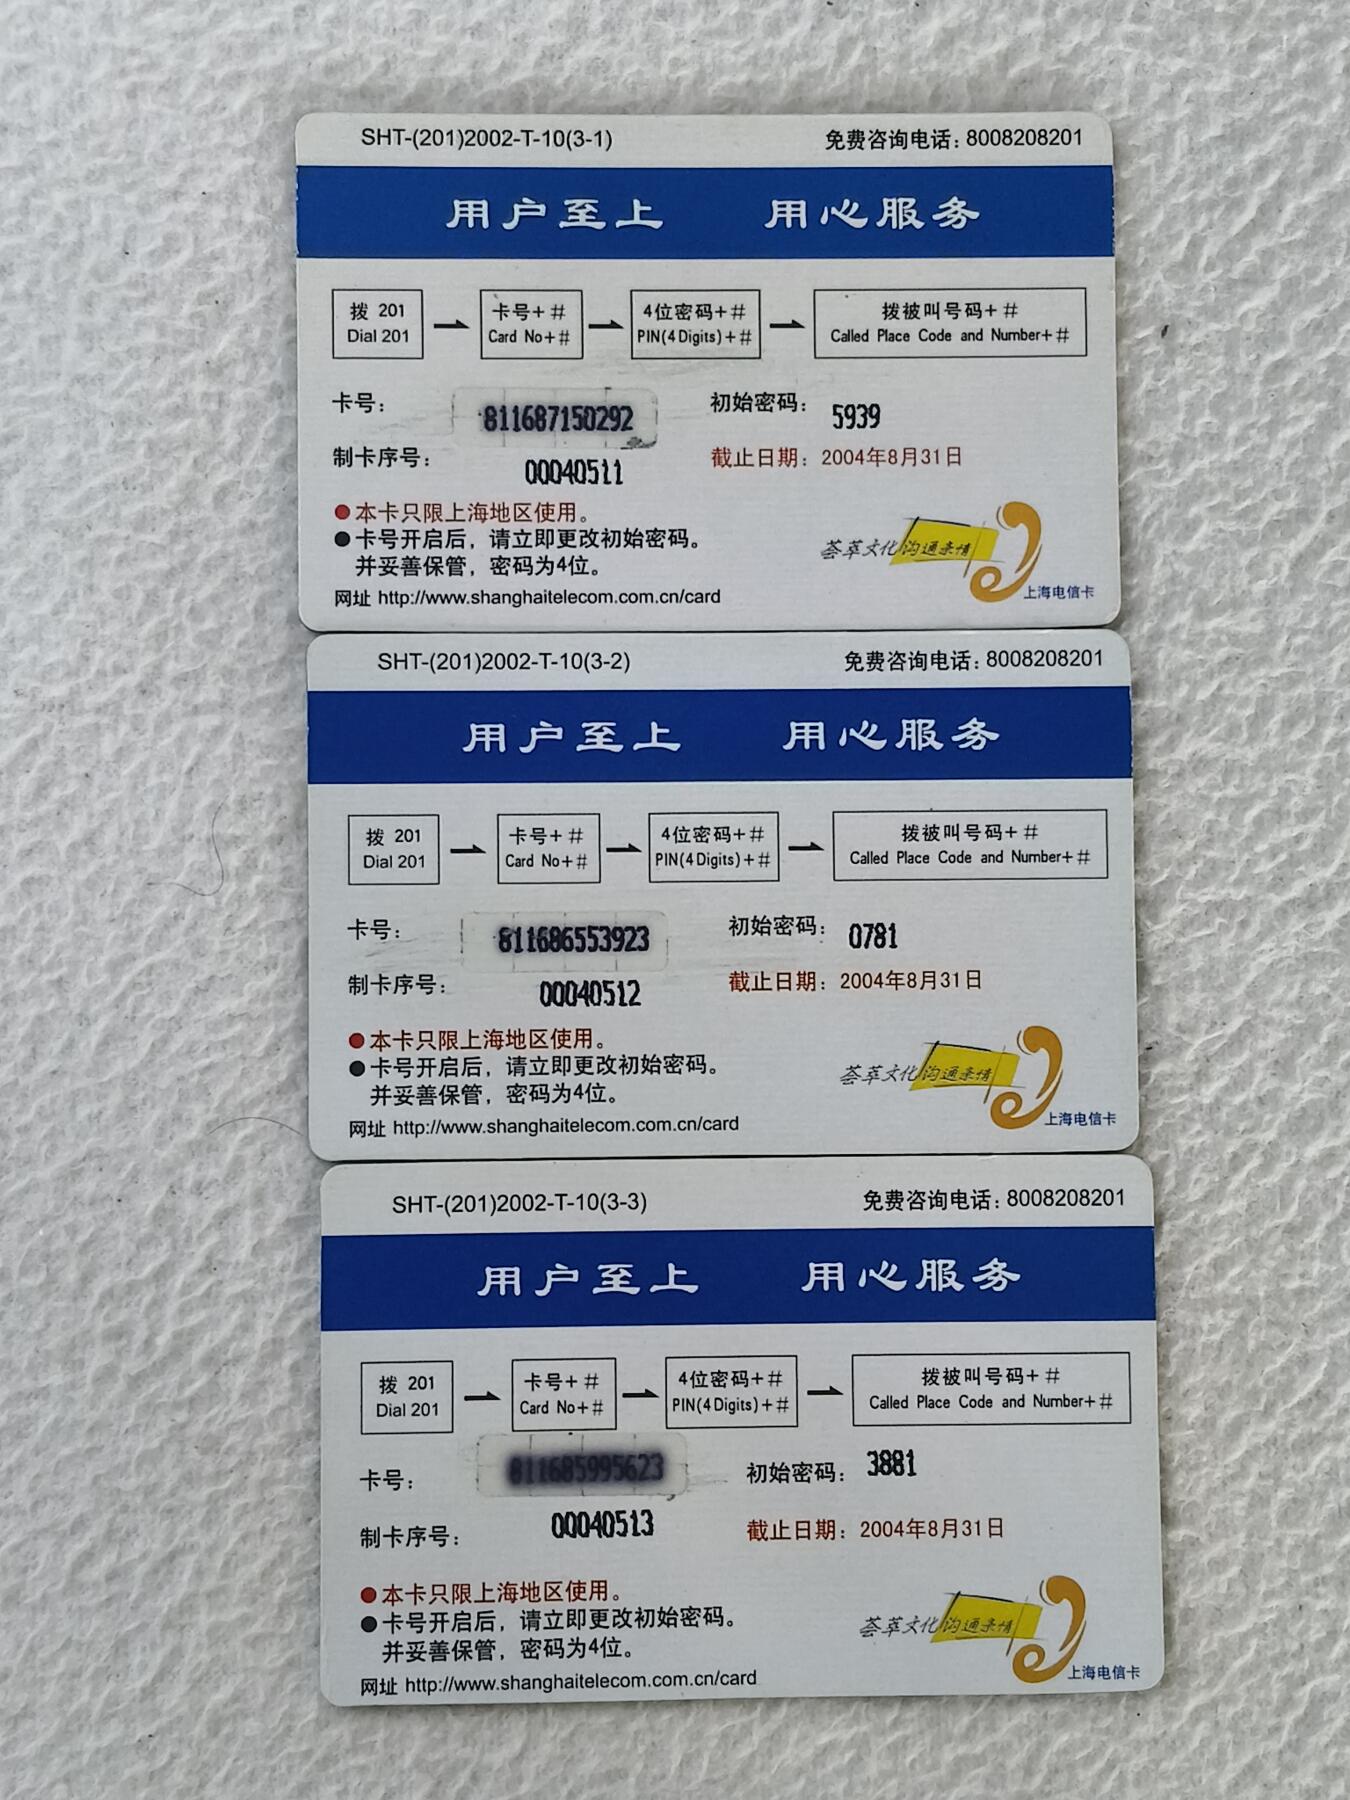 SHT-(201)2002-T-10(3-1) 免费咨询电话: 8008208201
用户至上 用心服务
拨 201 卡号+# 4位密码+# 拨被叫号码+#
Dial 201 Card No+# PIN(4 Digits)+# Called Place Code and Number+#
卡号: 811687150292 初始密码: 5939
制卡序号: 00040511 截止日期: 2004年8月31日
●本卡只限上海地区使用。
●卡号开启后, 请立即更改初始密码。
并妥善保管, 密码为4位。
荟萃文化 沟通亲情
网址 http://www.shanghaitelecom.com.cn/card 上海电信卡
SHT-(201)2002-T-10(3-2) 免费咨询电话: 8008208201
用户至上 用心服务
拨 201 卡号+# 4位密码+# 拨被叫号码+#
Dial 201 Card No+# PIN(4 Digits)+# Called Place Code and Number+#
卡号: 811686553923 初始密码: 0781
制卡序号: 00040512 截止日期: 2004年8月31日
●本卡只限上海地区使用。
●卡号开启后, 请立即更改初始密码。
并妥善保管, 密码为4位。
荟萃文化 沟通亲情
网址 http://www.shanghaitelecom.com.cn/card 上海电信卡
SHT-(201)2002-T-10(3-3) 免费咨询电话: 8008208201
用户至上 用心服务
拨 201 卡号+# 4位密码+# 拨被叫号码+#
Dial 201 Card No+# PIN(4 Digits)+# Called Place Code and Number+#
卡号: 811685995623 初始密码: 3881
制卡序号: 00040513 截止日期: 2004年8月31日
●本卡只限上海地区使用。
●卡号开启后, 请立即更改初始密码。
并妥善保管, 密码为4位。
荟萃文化 沟通亲情
网址 http://www.shanghaitelecom.com.cn/card 上海电信卡